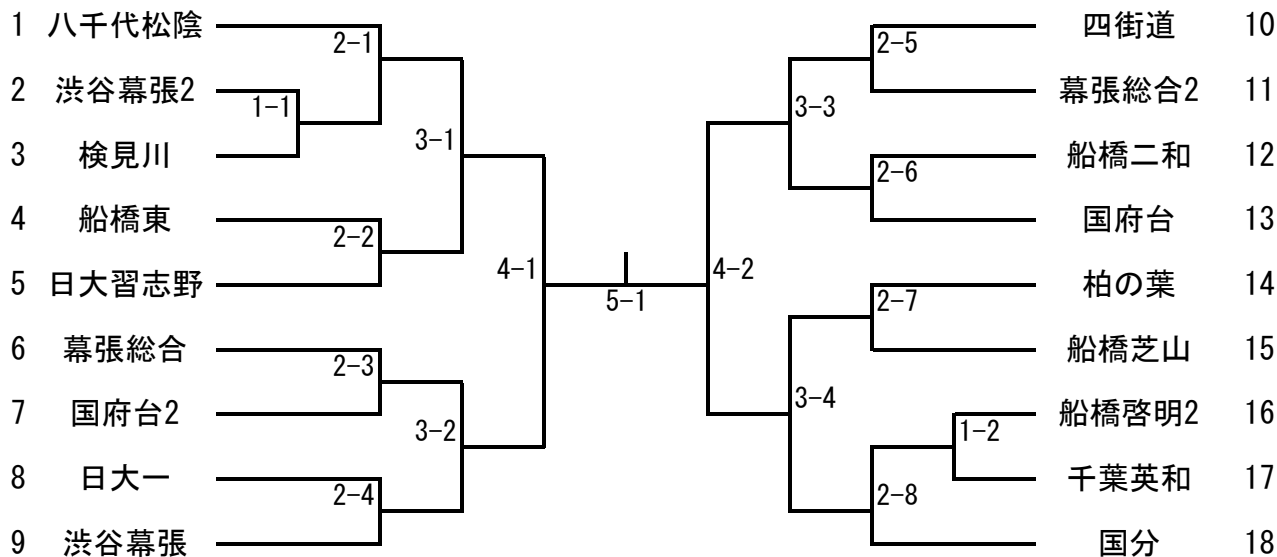 1 八千代松陰
2 渋谷幕張2
3 検見川
4 船橋東
5 日大習志野
6 幕張総合
7 国府台2
8 日大一
9 渋谷幕張
2-1
1-1
3-1
2-2
4-1
2-3
3-2
2-4
5-1
四街道 10
幕張総合2 11
船橋二和 12
国府台 13
柏の葉 14
船橋芝山 15
船橋啓明2 16
千葉英和 17
国分 18
2-5
3-3
2-6
4-2
2-7
3-4
1-2
2-8